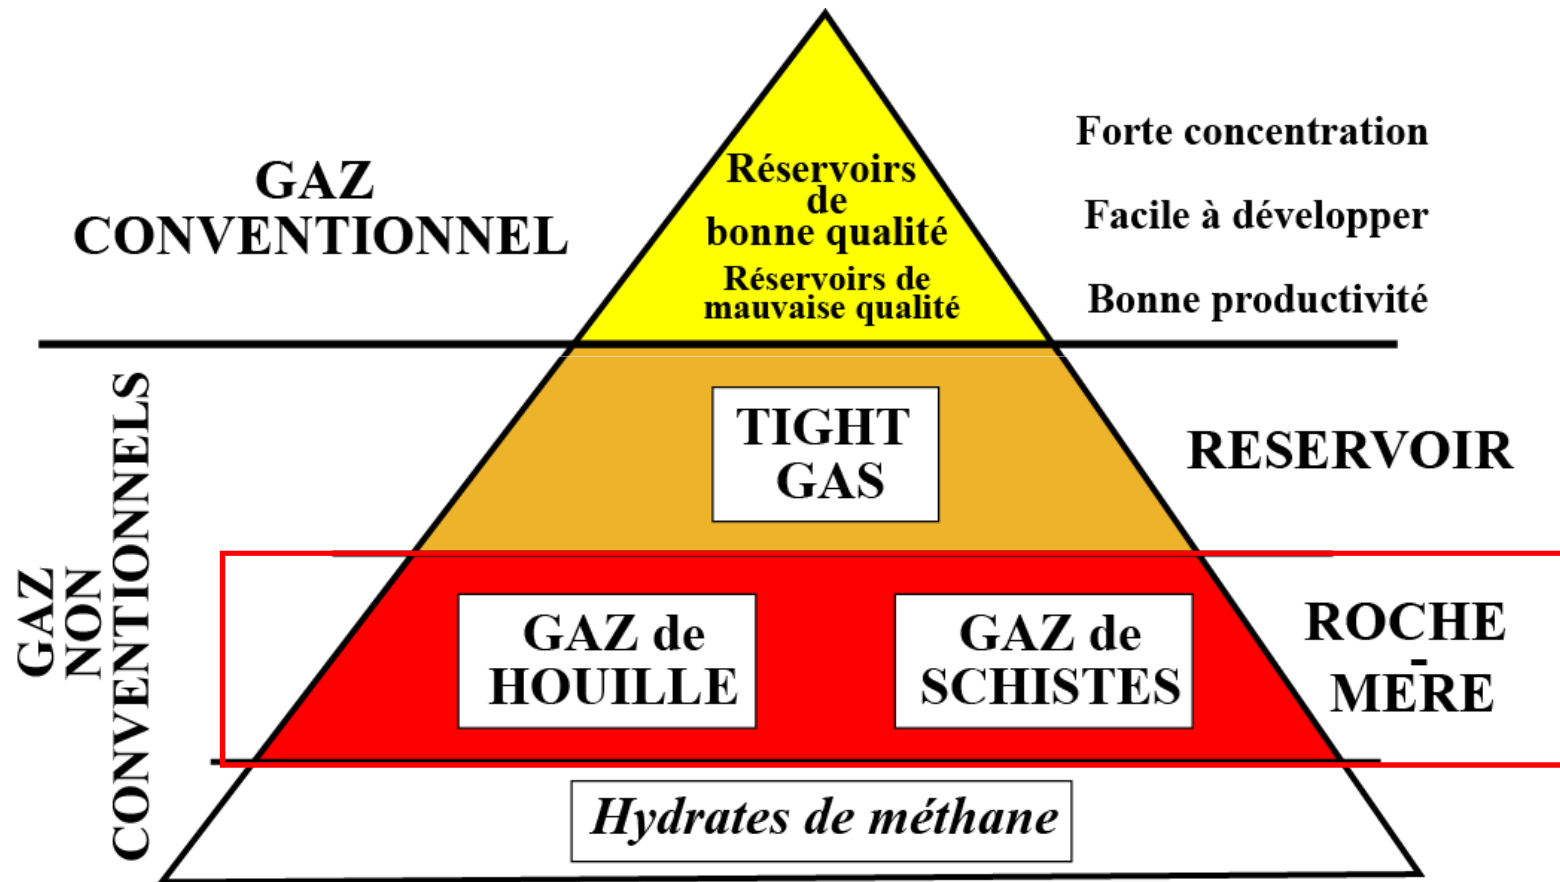 GAZ
CONVENTIONNEL
Réservoirs
de
bonne qualité
Réservoirs de
mauvaise qualité
Forte concentration
Facile à développer
Bonne productivité
GAZ
NON
CONVENTIONNELS
TIGHT
GAS
RESERVOIR
GAZ de
HOUILLE
GAZ de
SCHISTES
ROCHE
-
MERE
Hydrates de méthane